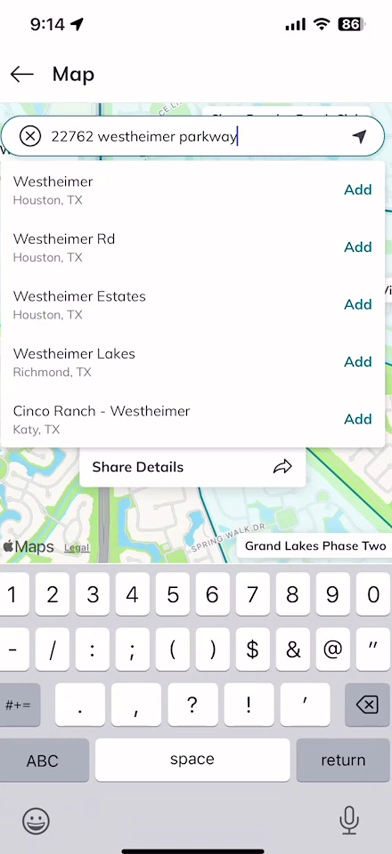 9:14
86
Map
22762 westheimer parkway
Westheimer
Houston, TX
Add
Westheimer Rd
Houston, TX
Add
Westheimer Estates
Houston, TX
Add
Westheimer Lakes
Richmond, TX
Add
Cinco Ranch - Westheimer
Katy, TX
Add
Share Details
SPRING WALK DR
Maps
Legal
Grand Lakes Phase Two
1 2 3 4 5 6 7 8 9 0
- / : ; ( ) $ & @ "
#+= . , ? ! '
ABC space return